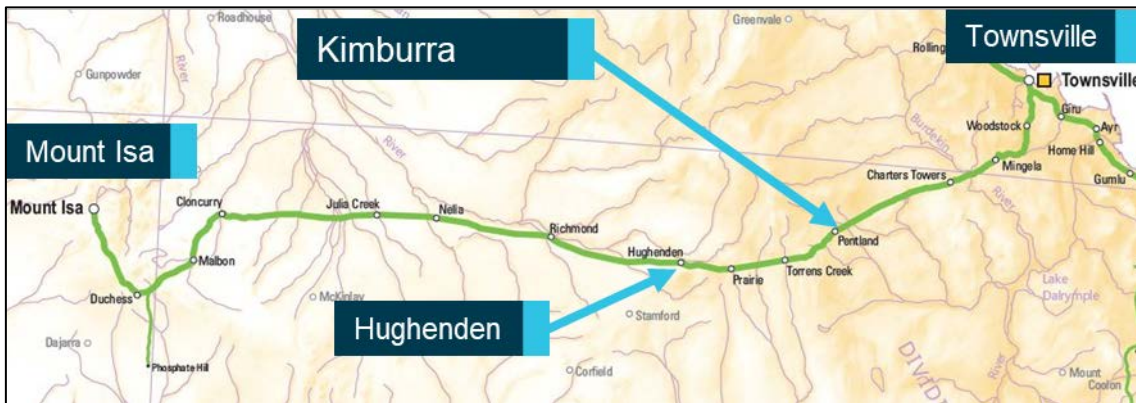 Roadhouse
Greenvale
Rolling
Townsville
Kimburra
Gunpowder
River
Townsville
Giru
Woodstock
Ayr
River
Burdekin
Home Hill
Mount Isa
Mingela
Charters Towers
Gumlu
Cloncurry
Julia Creek
Mount Isa
Nelia
River
Richmond
Pentland
Hughenden
Malbon
Torrens Creek
Prairie
Lake
Dalrymple
Duchess
McKinlay
Stamford
Hughenden
Dajarra
Phosphate Hill
Corfield
DIVID
River
Mount
Coolon